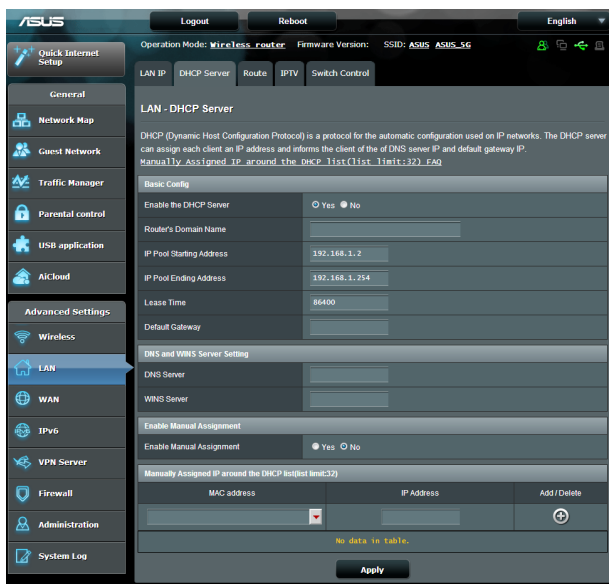 ASUS Logout Reboot English
Quick Internet Setup
Operation Mode: Wireless router Firmware Version: SSID: ASUS ASUS_5G
LAN IP DHCP Server Route IPTV Switch Control
General
Network Map
Guest Network
Traffic Manager
Parental control
USB application
AiCloud
Advanced Settings
Wireless
LAN
WAN
IPv6
VPN Server
Firewall
Administration
System Log
LAN - DHCP Server
DHCP (Dynamic Host Configuration Protocol) is a protocol for the automatic configuration used on IP networks. The DHCP server
can assign each client an IP address and informs the client of the of DNS server IP and default gateway IP.
Manually Assigned IP around the DHCP list(list limit:32) FAQ
Basic Config
Enable the DHCP Server Yes No
Router's Domain Name
IP Pool Starting Address 192.168.1.2
IP Pool Ending Address 192.168.1.254
Lease Time 86400
Default Gateway
DNS and WINS Server Setting
DNS Server
WINS Server
Enable Manual Assignment
Enable Manual Assignment Yes No
Manually Assigned IP around the DHCP list(list limit:32)
MAC address IP Address Add / Delete
No data in table.
Apply